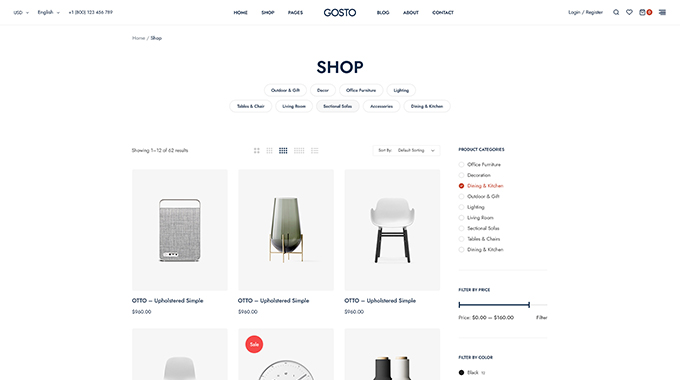 USD English +1 (800) 123 456 789 HOME SHOP PAGES GOSTO BLOG ABOUT CONTACT Login / Register 0
Home / Shop
SHOP
Outdoor & Gift Decor Office Furniture Lighting
Tables & Chair Living Room Sectional Sofas Accessories Dining & Kitchen
Showing 1–12 of 62 results
Sort By: Default Sorting
OTTO – Upholstered Simple
$960.00
OTTO – Upholstered Simple
$960.00
OTTO – Upholstered Simple
$960.00
Sale
PRODUCT CATEGORIES
Office Furniture
Decoration
Dining & Kitchen
Outdoor & Gift
Lighting
Living Room
Sectional Sofas
Tables & Chairs
Dining & Kitchen
FILTER BY PRICE
Price: $0.00 — $160.00 Filter
FILTER BY COLOR
Black